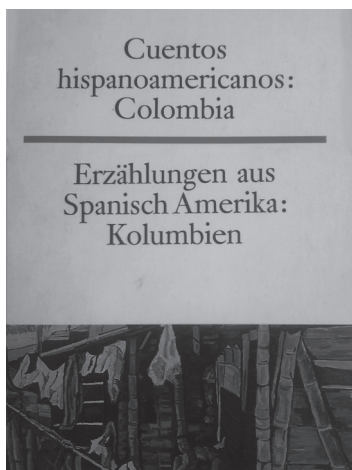 Cuentos
hispanoamericanos:
Colombia
Erzählungen aus
Spanisch Amerika:
Kolumbien